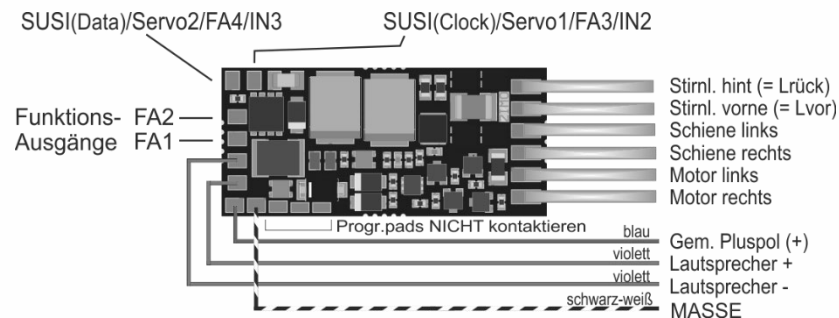 SUSI(Data)/Servo2/FA4/IN3
SUSI(Clock)/Servo1/FA3/IN2
Funktions- FA2
Ausgänge FA1
Stirnl. hint (= Lrück)
Stirnl. vorne (= Lvor)
Schiene links
Schiene rechts
Motor links
Motor rechts
Progr.pads NICHT kontaktieren
blau
Gem. Pluspol (+)
violett
Lautsprecher +
violett
Lautsprecher -
schwarz-weiß
MASSE